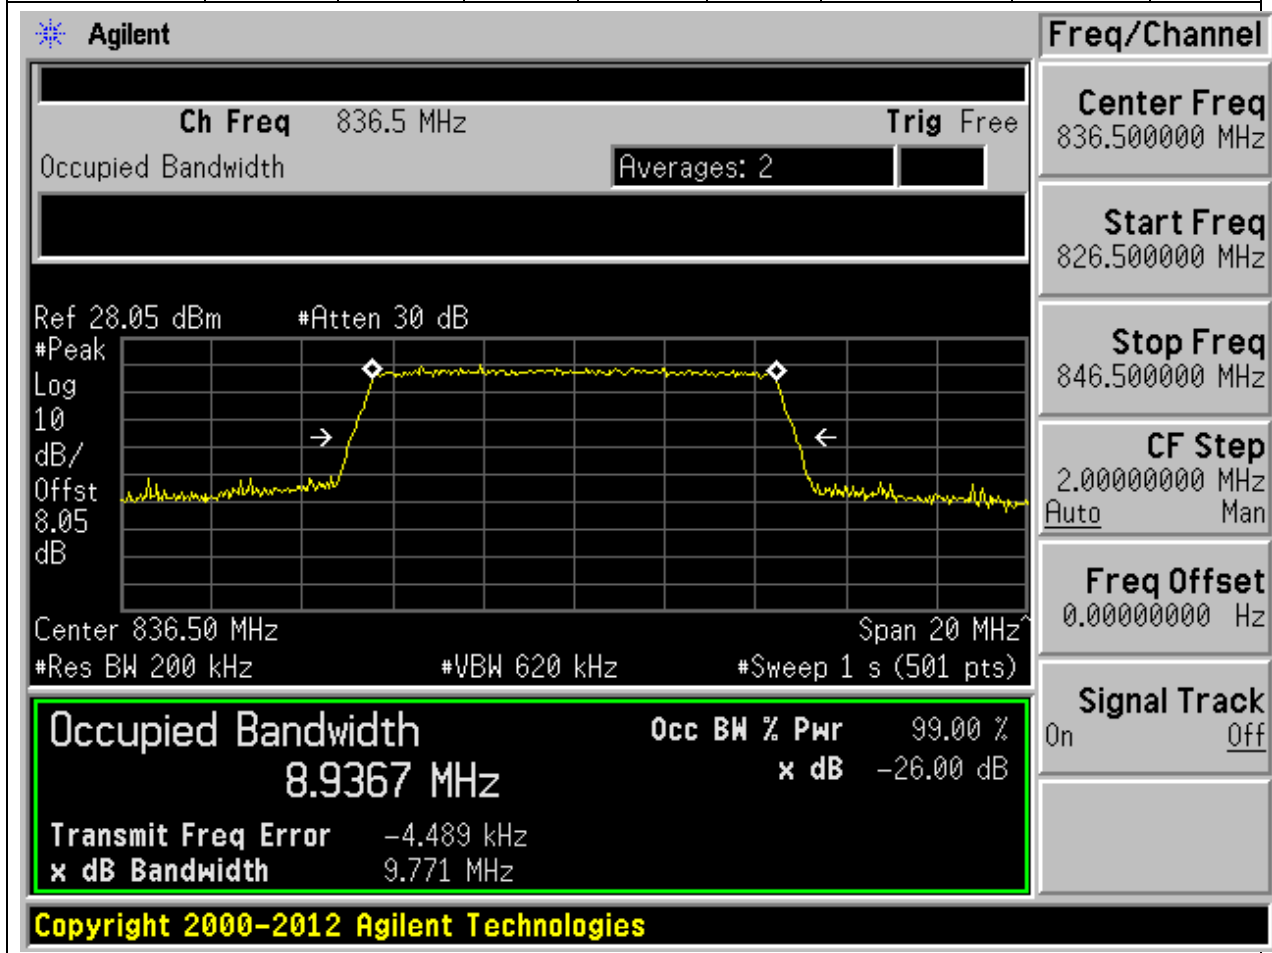 Agilent
Freq/Channel
Ch Freq 836.5 MHz Trig Free
Occupied Bandwidth Averages: 2
Center Freq
836.500000 MHz
Start Freq
826.500000 MHz
Stop Freq
846.500000 MHz
CF Step
2.00000000 MHz
Auto Man
Freq Offset
0.00000000 Hz
Signal Track
On Off
Ref 28.05 dBm #Atten 30 dB
#Peak
Log
10
dB/
Offst
8.05
dB
Center 836.50 MHz Span 20 MHz^
#Res BW 200 kHz #VBW 620 kHz #Sweep 1 s (501 pts)
Occupied Bandwidth Occ BW % Pwr 99.00 %
8.9367 MHz x dB -26.00 dB
Transmit Freq Error -4.489 kHz
x dB Bandwidth 9.771 MHz
Copyright 2000-2012 Agilent Technologies